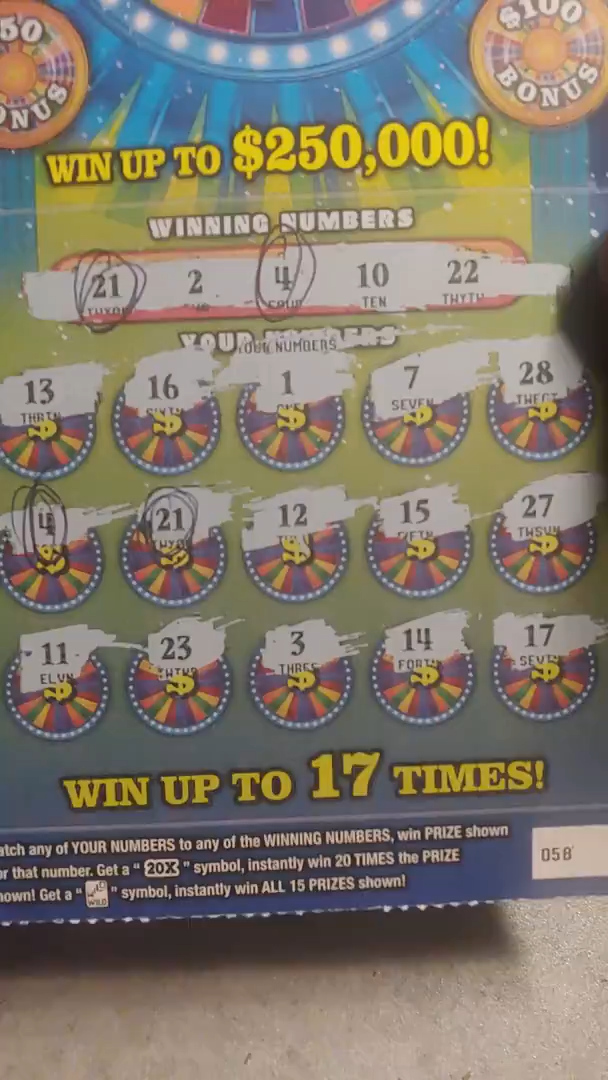 50 $100
BONUS BONUS
WIN UP TO $250,000!
WINNING NUMBERS
21 2 4 10 22
TEN THYTU
YOUR NUMBERS
YOUR NUMBERS
13 16 1 7 28
SEVEN
4 21 12 15 27
11 23 3 14 17
WIN UP TO 17 TIMES!
atch any of YOUR NUMBERS to any of the WINNING NUMBERS, win PRIZE shown
or that number. Get a "20X" symbol, instantly win 20 TIMES the PRIZE
hown! Get a "WILD" symbol, instantly win ALL 15 PRIZES shown!
058